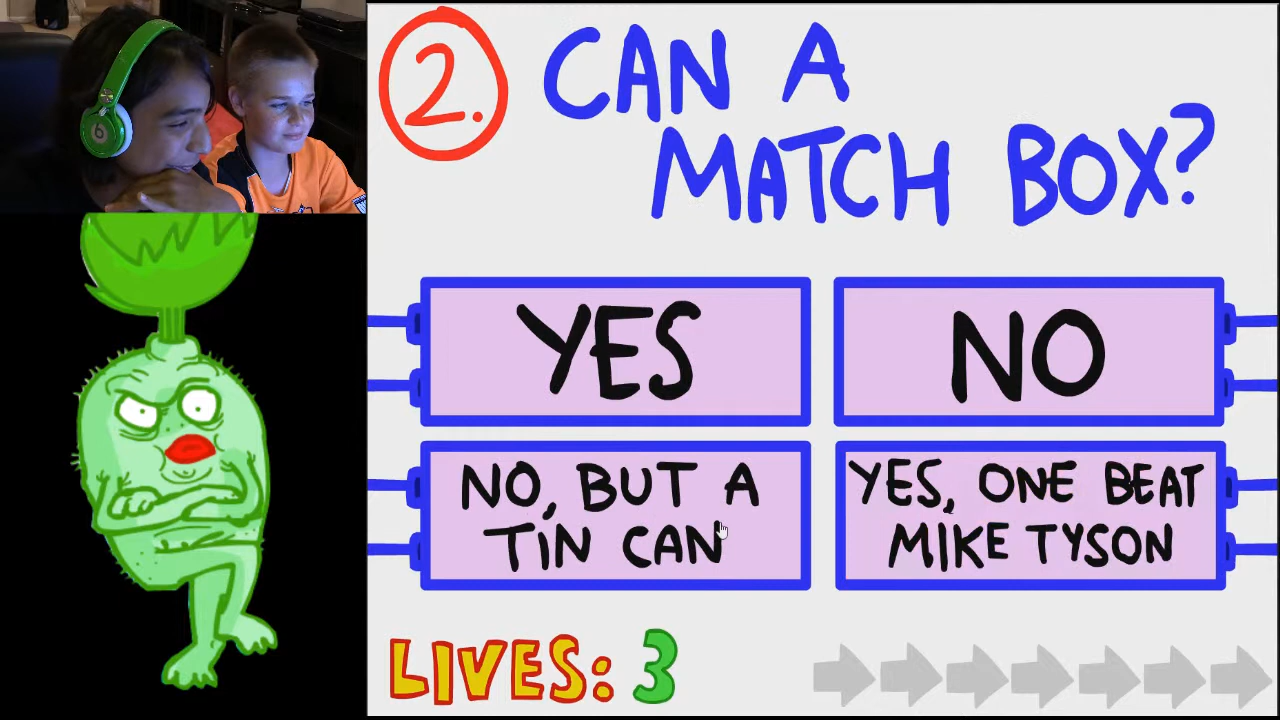 2. CAN A
MATCH BOX?
YES
NO
NO, BUT A
TIN CAN
YES, ONE BEAT
MIKE TYSON
LIVES: 3
b